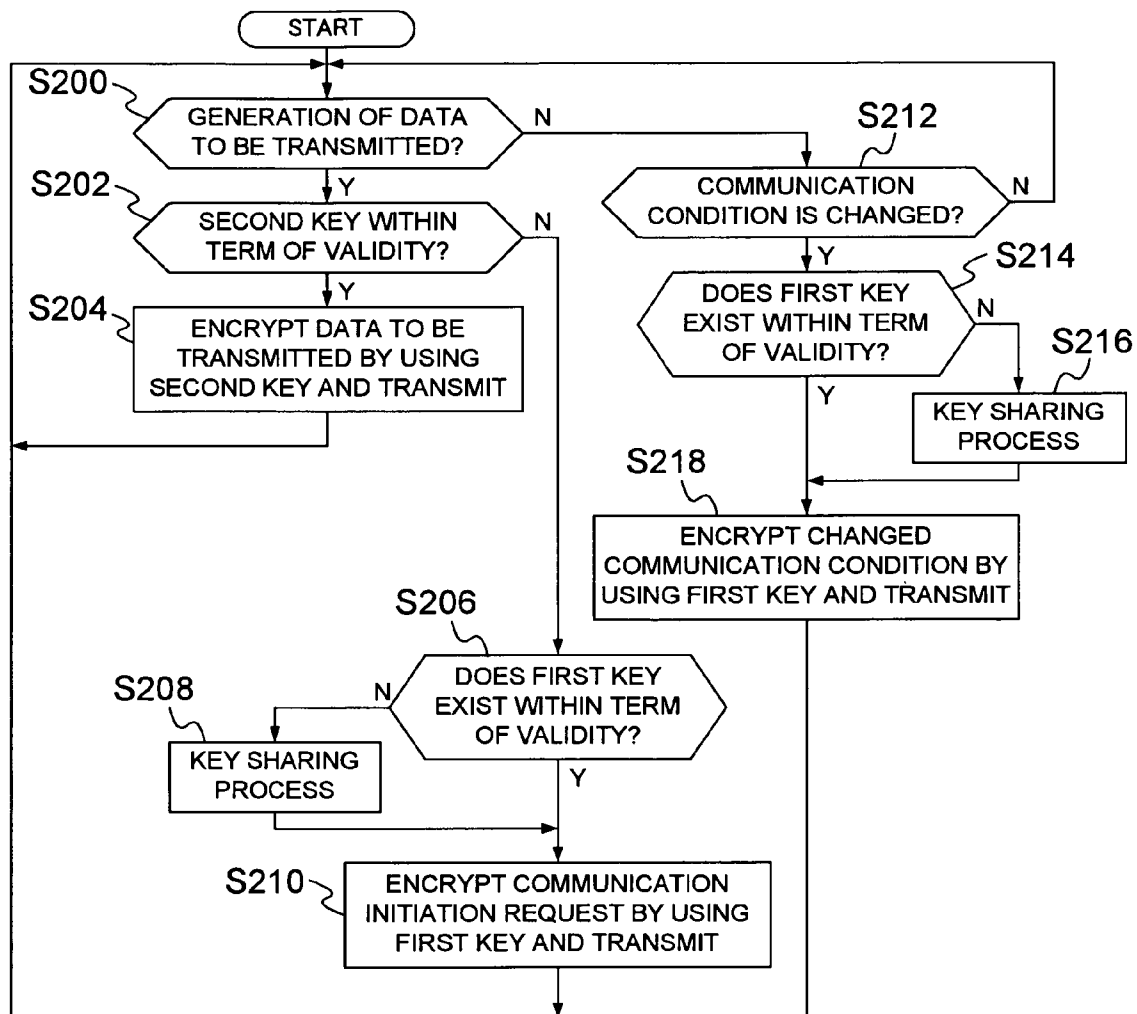 START
S200
GENERATION OF DATA
TO BE TRANSMITTED?
N
Y
S212
COMMUNICATION
CONDITION IS CHANGED?
N
Y
S202
SECOND KEY WITHIN
TERM OF VALIDITY?
N
Y
S214
DOES FIRST KEY
EXIST WITHIN TERM
OF VALIDITY?
N
Y
S204
ENCRYPT DATA TO BE
TRANSMITTED BY USING
SECOND KEY AND TRANSMIT
S216
KEY SHARING
PROCESS
S218
ENCRYPT CHANGED
COMMUNICATION CONDITION BY
USING FIRST KEY AND TRANSMIT
S206
DOES FIRST KEY
EXIST WITHIN TERM
OF VALIDITY?
N
Y
S208
KEY SHARING
PROCESS
S210
ENCRYPT COMMUNICATION
INITIATION REQUEST BY USING
FIRST KEY AND TRANSMIT